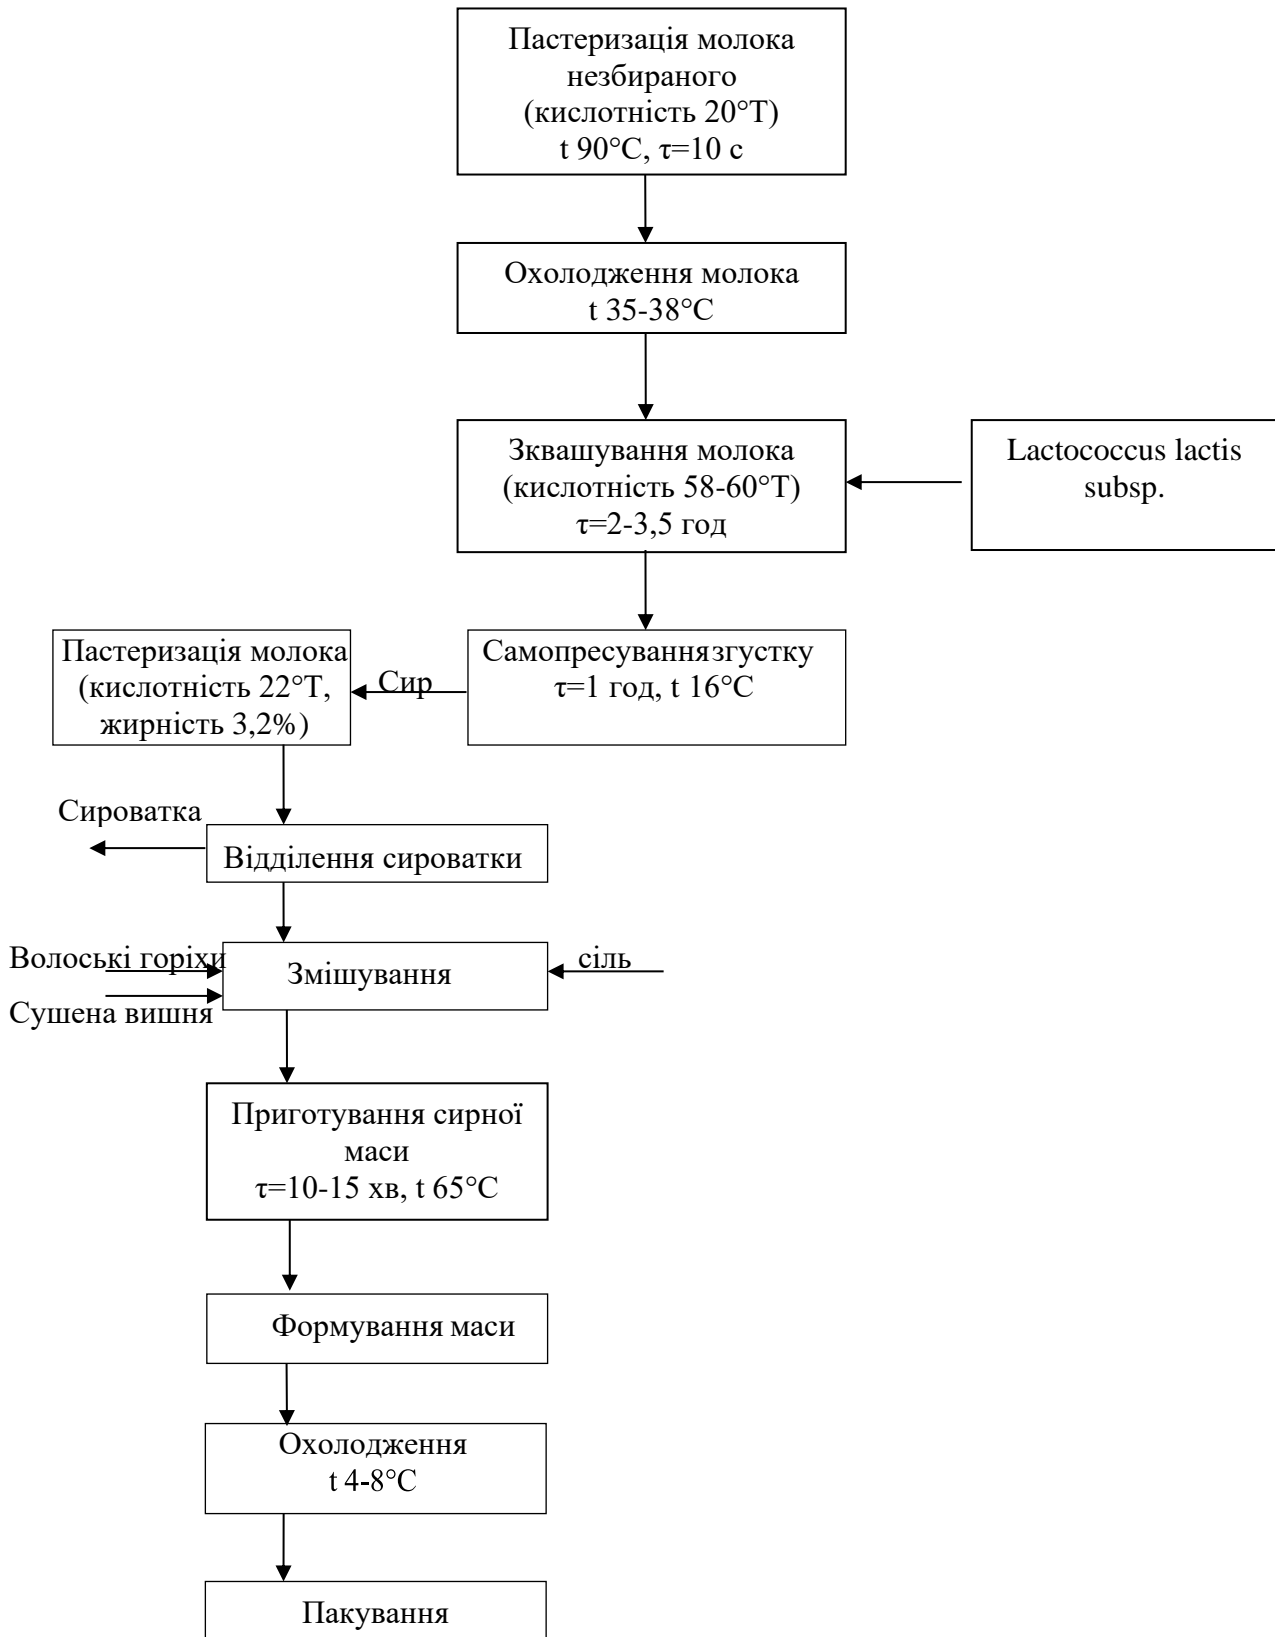 Пастеризація молока
незбираного
(кислотність 20°Т)
t 90°С, τ=10 с
Охолодження молока
t 35-38°С
Зквашування молока
(кислотність 58-60°Т)
τ=2-3,5 год
Lactococcus lactis
subsp.
Самопресуваннязгустку
τ=1 год, t 16°С
Сир
Пастеризація молока
(кислотність 22°Т,
жирність 3,2%)
Сироватка
Відділення сироватки
Волоські горіхи
Змішування
сіль
Сушена вишня
Приготування сирної
маси
τ=10-15 хв, t 65°С
Формування маси
Охолодження
t 4-8°С
Пакування